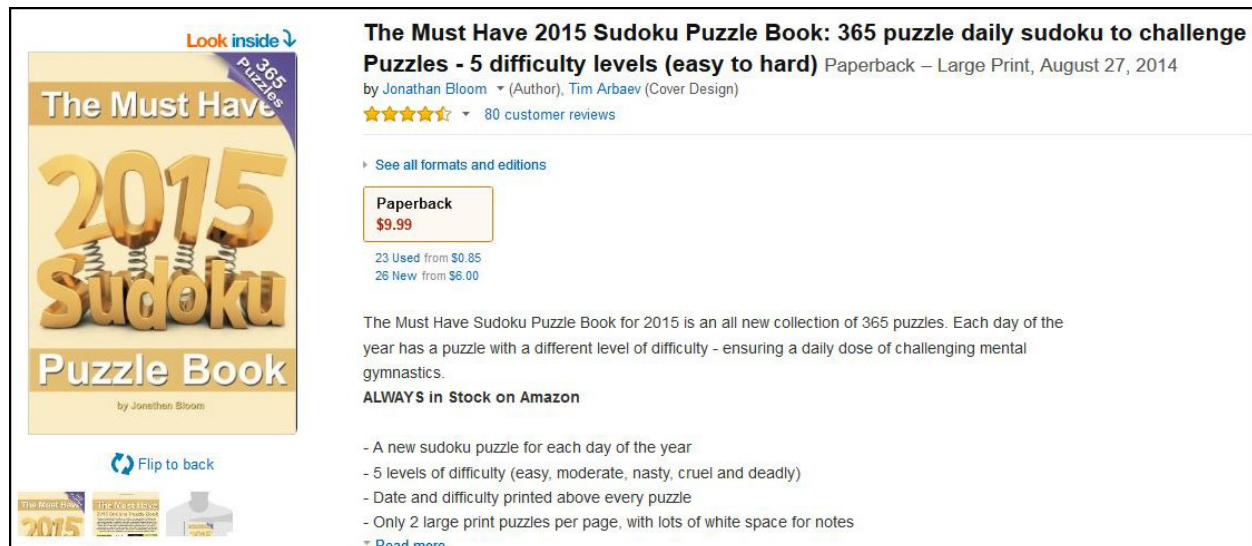 Look inside
365
Puzzles
The Must Have
2015
Sudoku
Puzzle Book
by Jonathan Bloom
Flip to back
The Must Have
2015
The Must Have
The Must Have 2015 Sudoku Puzzle Book: 365 puzzle daily sudoku to challenge
Puzzles - 5 difficulty levels (easy to hard) Paperback – Large Print, August 27, 2014
by Jonathan Bloom (Author), Tim Arbaev (Cover Design)
80 customer reviews
See all formats and editions
Paperback
$9.99
23 Used from $0.85
26 New from $6.00
The Must Have Sudoku Puzzle Book for 2015 is an all new collection of 365 puzzles. Each day of the
year has a puzzle with a different level of difficulty - ensuring a daily dose of challenging mental
gymnastics.
ALWAYS in Stock on Amazon
- A new sudoku puzzle for each day of the year
- 5 levels of difficulty (easy, moderate, nasty, cruel and deadly)
- Date and difficulty printed above every puzzle
- Only 2 large print puzzles per page, with lots of white space for notes
Read more